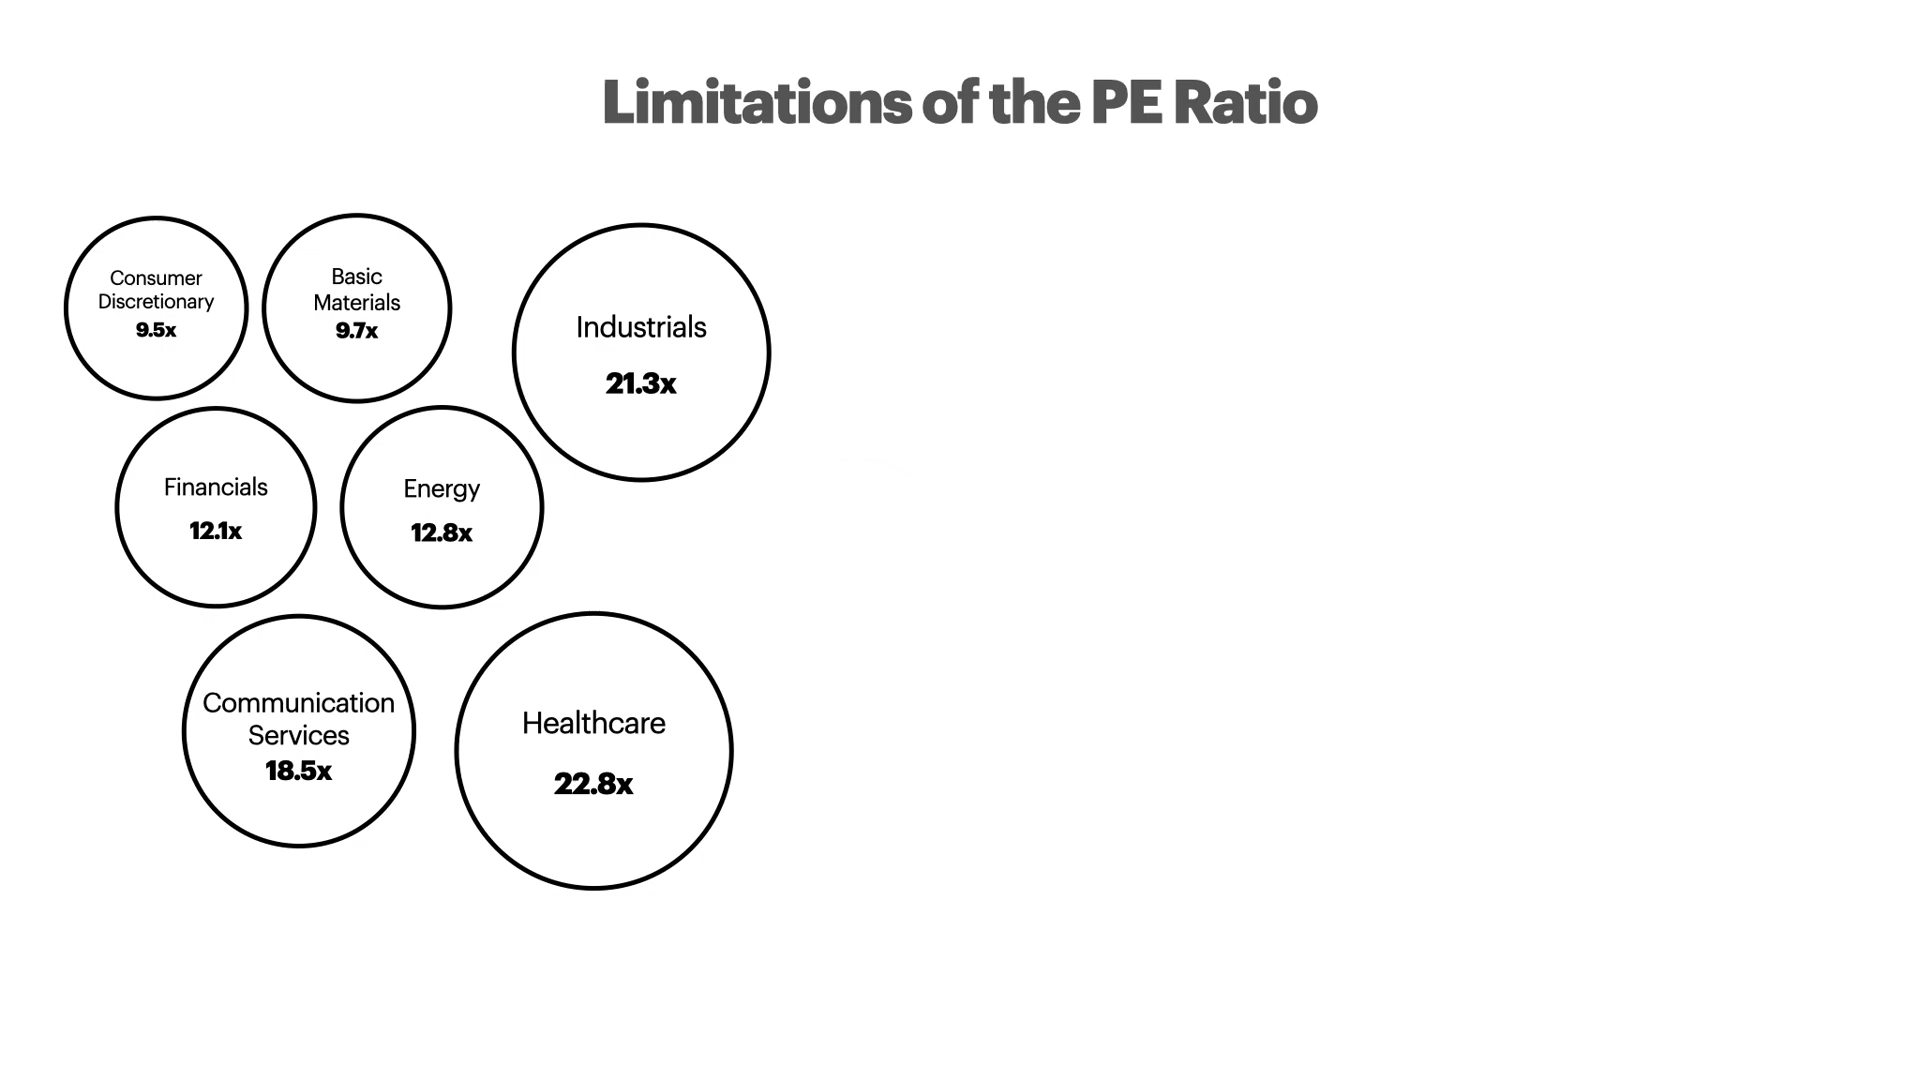 Limitations of the PE Ratio
Consumer
Discretionary
9.5x
Basic
Materials
9.7x
Industrials
21.3x
Financials
12.1x
Energy
12.8x
Communication
Services
18.5x
Healthcare
22.8x